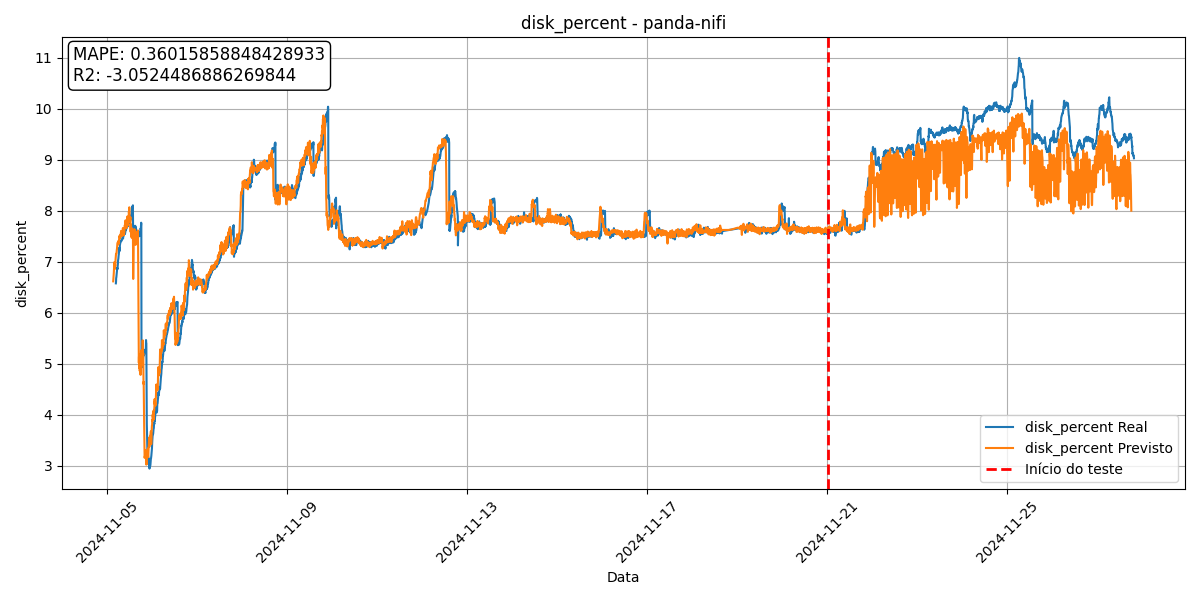 disk_percent - panda-nifi
MAPE: 0.36015858848428933
R2: -3.0524486886269844
disk_percent
11
10
9
8
7
6
5
4
3
disk_percent Real
disk_percent Previsto
Início do teste
2024-11-05
2024-11-09
2024-11-13
2024-11-17
2024-11-21
2024-11-25
Data